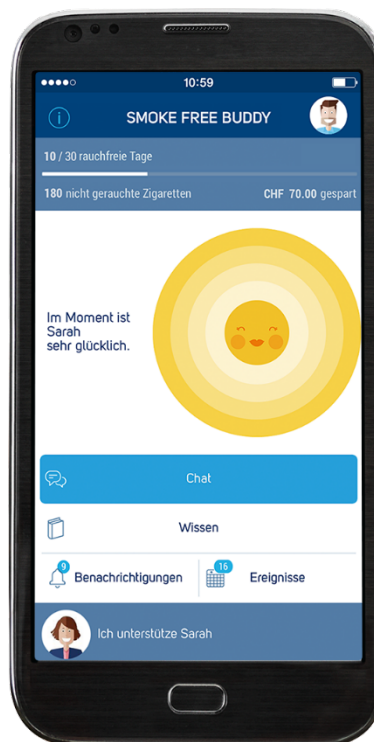 10:59
SMOKE FREE BUDDY
10 / 30 rauchfreie Tage
180 nicht gerauchte Zigaretten CHF 70.00 gespart
Im Moment ist
Sarah
sehr glücklich.
Chat
Wissen
9
Benachrichtigungen
16
Ereignisse
Ich unterstütze Sarah